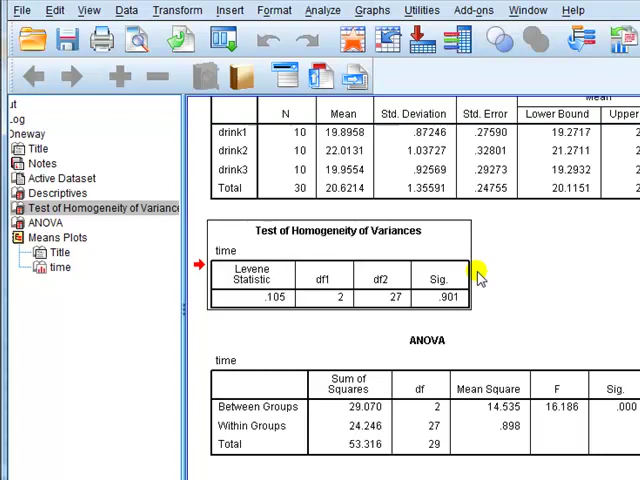 File Edit View Data Transform Insert Format Analyze Graphs Utilities Add-ons Window Help
ut
Log
Oneway
Title
Notes
Active Dataset
Descriptives
Test of Homogeneity of Variance
ANOVA
Means Plots
Title
time
Mean
N Mean Std. Deviation Std. Error Lower Bound Upper
drink1 10 19.8958 .87246 .27590 19.2717
drink2 10 22.0131 1.03727 .32801 21.2711
drink3 10 19.9554 .92569 .29273 19.2932
Total 30 20.6214 1.35591 .24755 20.1151
Test of Homogeneity of Variances
time
Levene
Statistic df1 df2 Sig.
.105 2 27 .901
ANOVA
time
Sum of
Squares df Mean Square F Sig.
Between Groups 29.070 2 14.535 16.186 .000
Within Groups 24.246 27 .898
Total 53.316 29